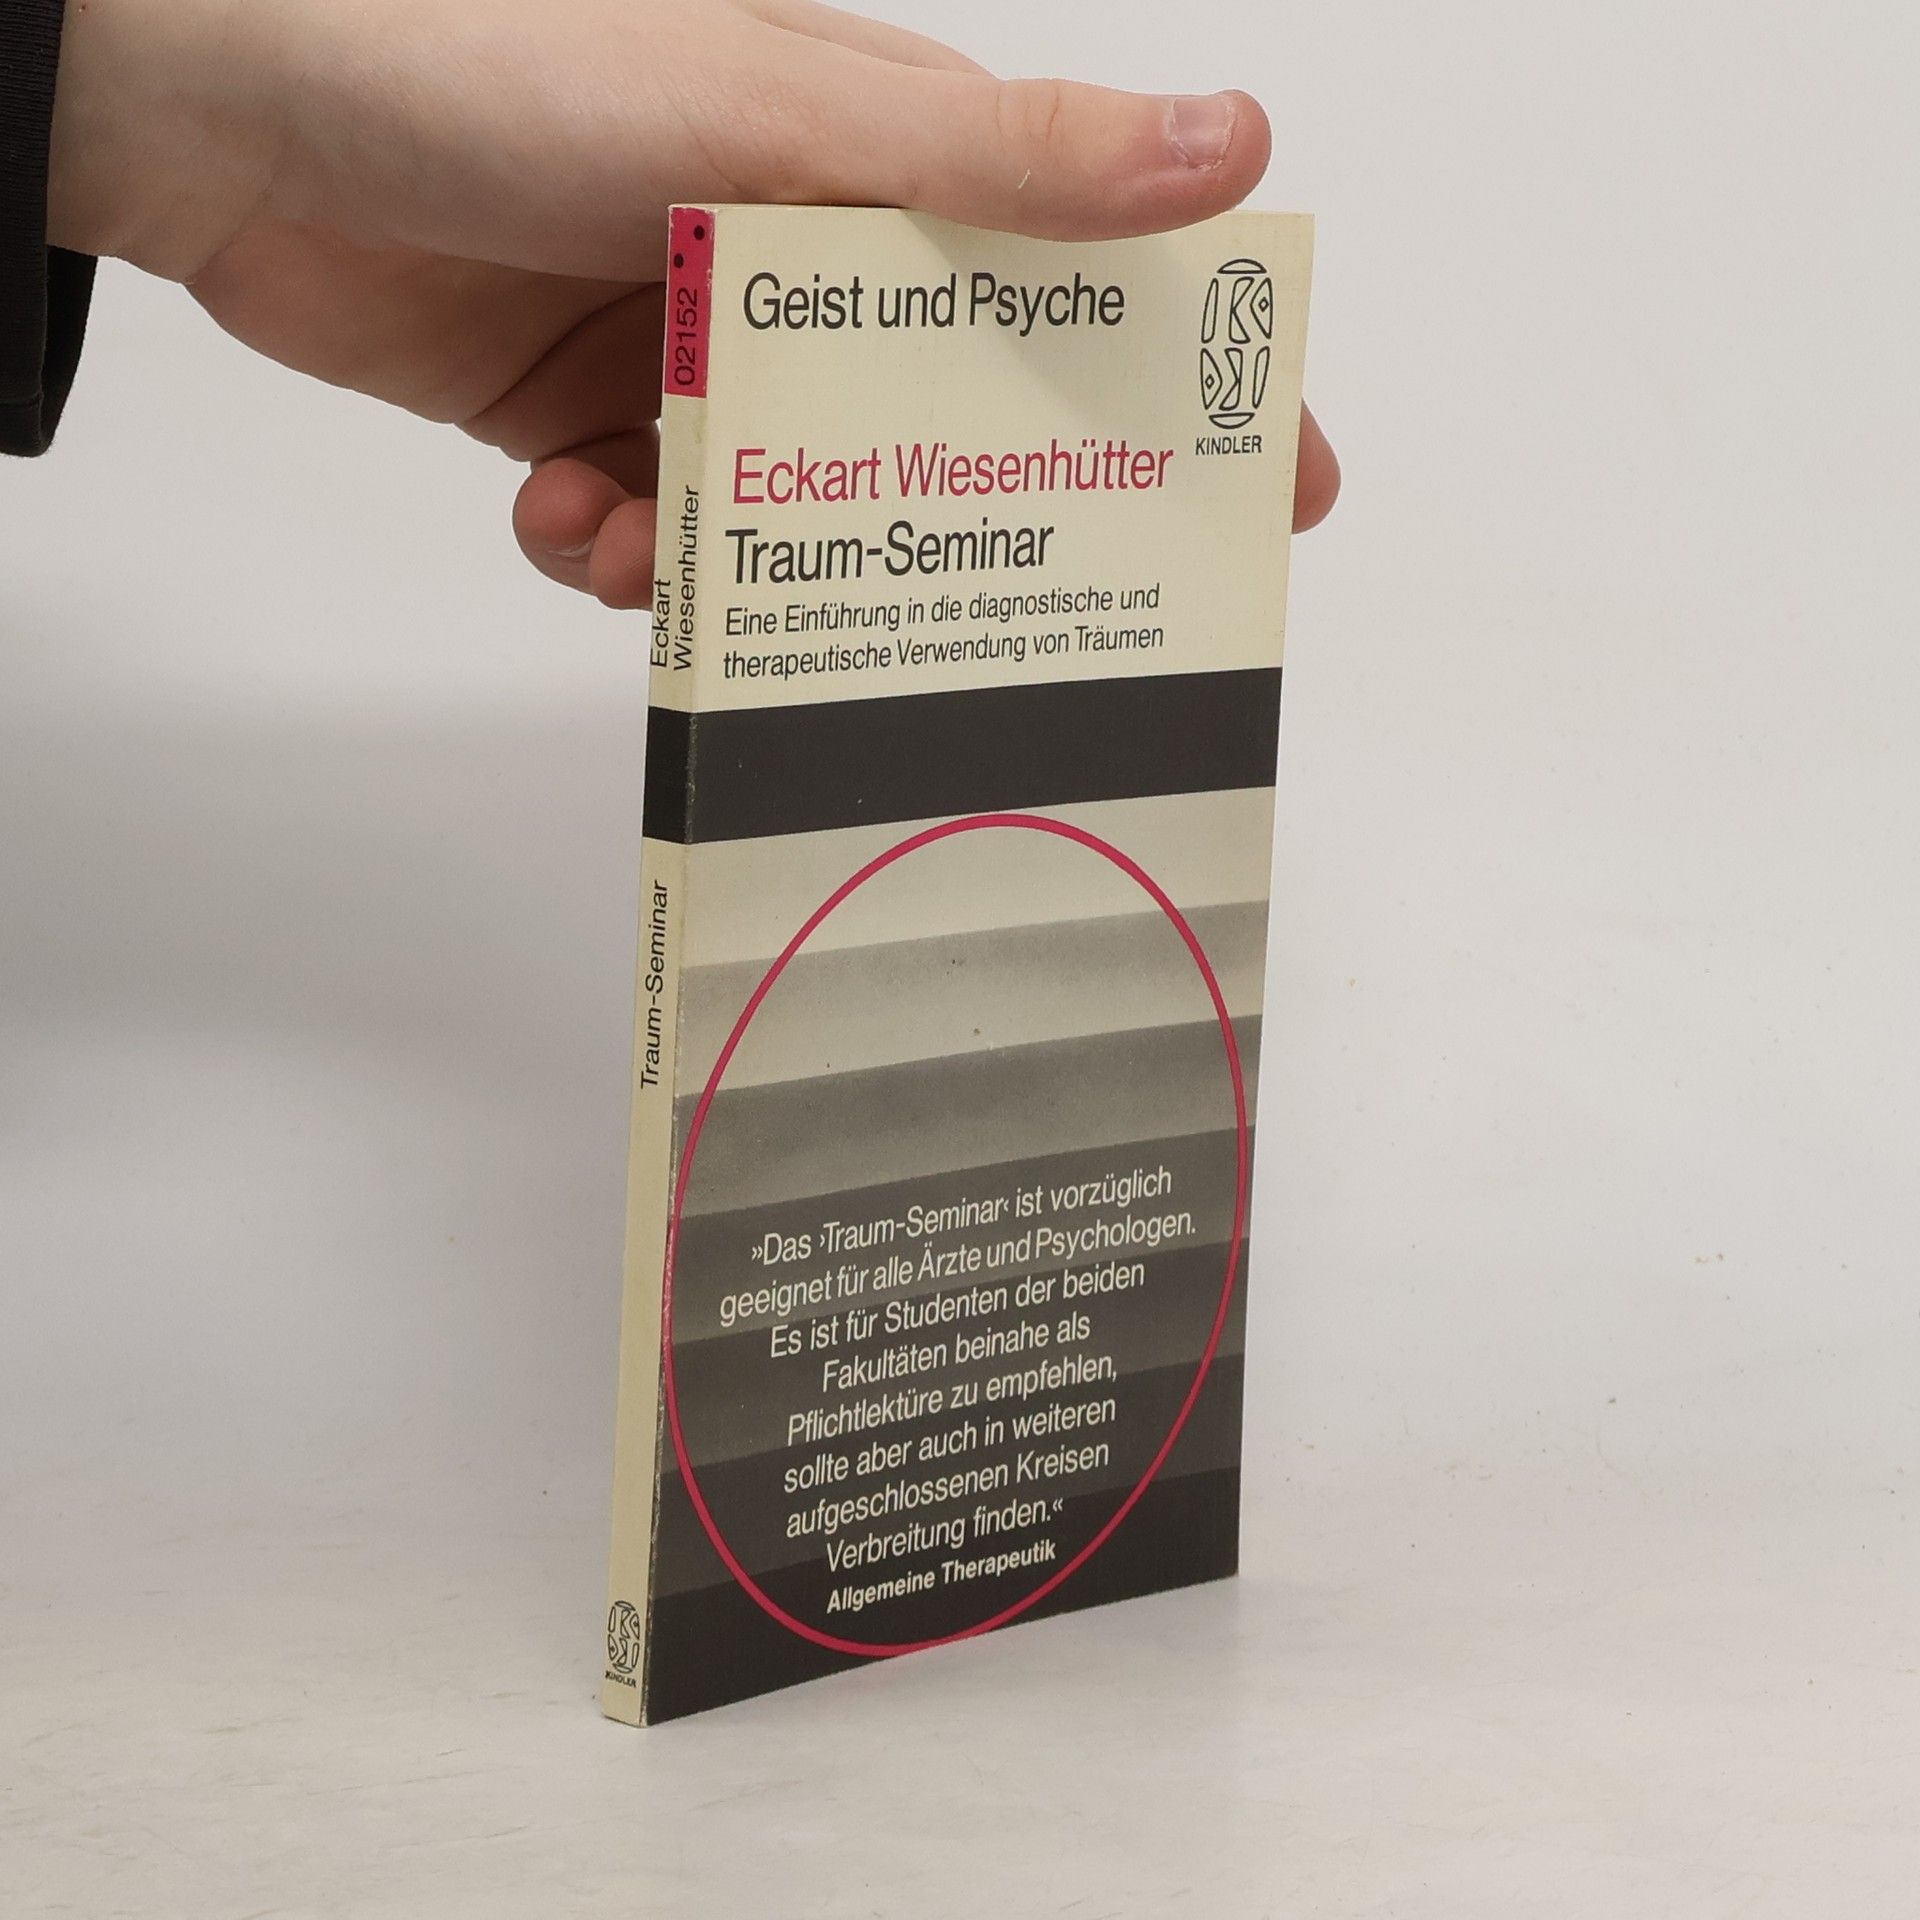 Geist und Psyche
KINDLER
Eckart Wiesenhütter
Traum-Seminar
Eine Einführung in die diagnostische und
therapeutische Verwendung von Träumen
»Das ›Traum-Seminar‹ ist vorzüglich
geeignet für alle Ärzte und Psychologen.
Es ist für Studenten der beiden
Fakultäten beinahe als
Pflichtlektüre zu empfehlen,
sollte aber auch in weiteren
aufgeschlossenen Kreisen
Verbreitung finden.«
Allgemeine Therapeutik
02152
Eckart
Wiesenhütter
Traum-Seminar
KINDLER